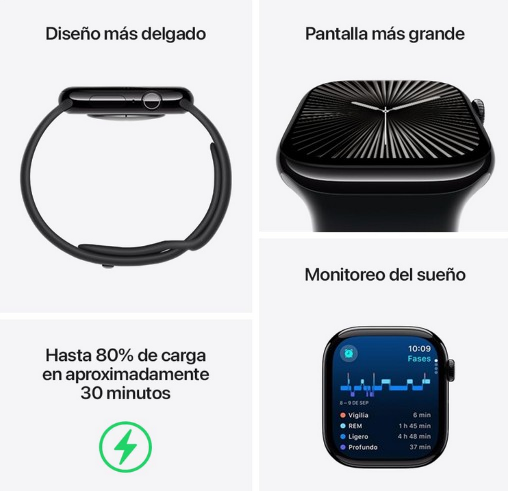 Diseño más delgado
Pantalla más grande
Monitoreo del sueño
10:09
Fases
8 – 9 DE SEP
Vigilia 6 min
REM 1 h 45 min
Ligero 4 h 48 min
Profundo 37 min
Hasta 80% de carga
en aproximadamente
30 minutos